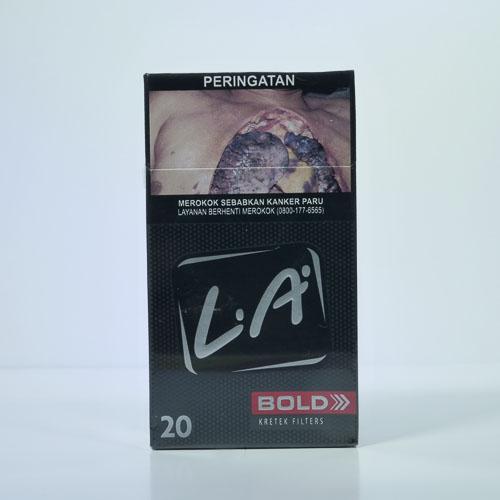 PERINGATAN
MEROKOK SEBABKAN KANKER PARU
LAYANAN BERHENTI MEROKOK (0800-177-6565)
L.A.
BOLD
20
KRETEK FILTERS